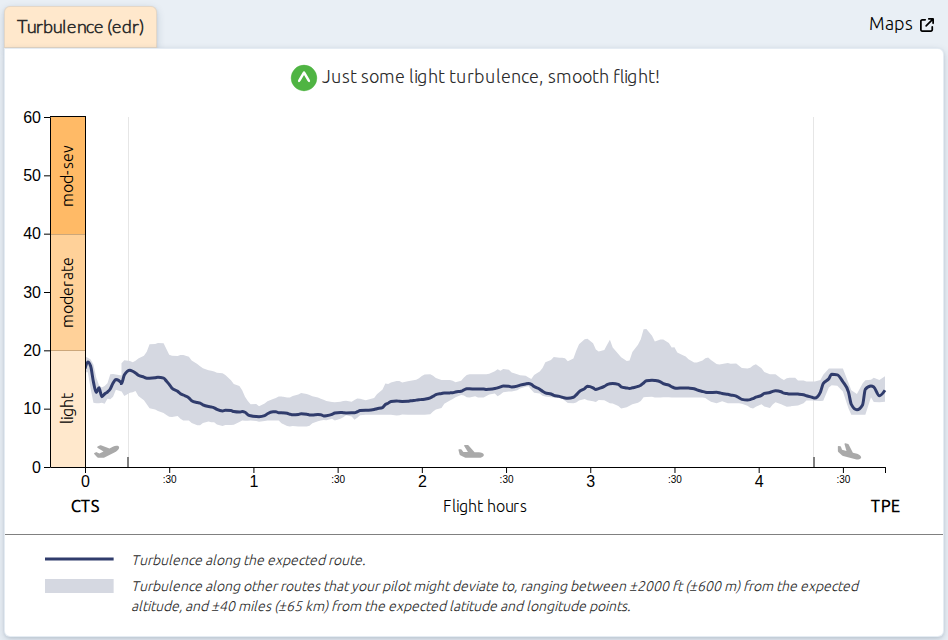 Turbulence (edr)
Maps
Just some light turbulence, smooth flight!
60
50
40
30
20
10
0
mod-sev
moderate
light
0 :30 1 :30 2 :30 3 :30 4 :30
CTS Flight hours TPE
Turbulence along the expected route.
Turbulence along other routes that your pilot might deviate to, ranging between ±2000 ft (±600 m) from the expected
altitude, and ±40 miles (±65 km) from the expected latitude and longitude points.